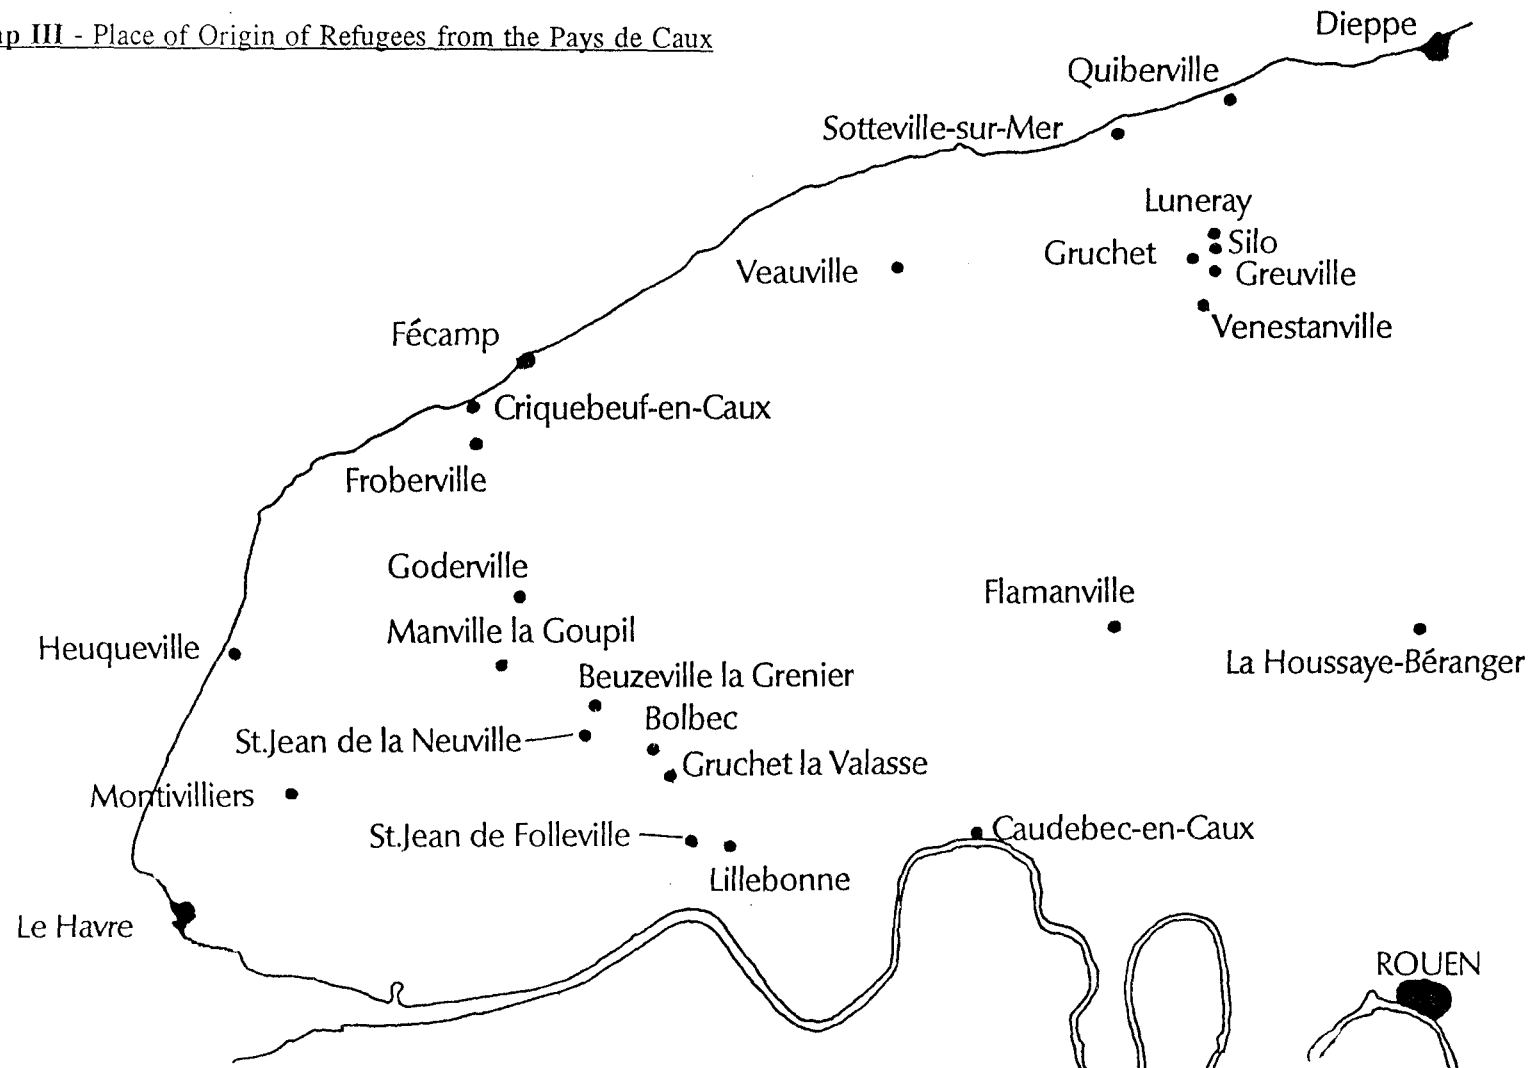 ap III - Place of Origin of Refugees from the Pays de Caux
Dieppe
Quiberville
Sotteville-sur-Mer
Luneray
Silo
Gruchet
Greuville
Veauville
Venestanville
Fécamp
Criquebeuf-en-Caux
Froberville
Goderville
Flamanville
Manville la Goupil
Heuqueville
La Houssaye-Béranger
Beuzeville la Grenier
Bolbec
St.Jean de la Neuville
Gruchet la Valasse
Montivilliers
St.Jean de Folleville
Caudebec-en-Caux
Lillebonne
Le Havre
ROUEN